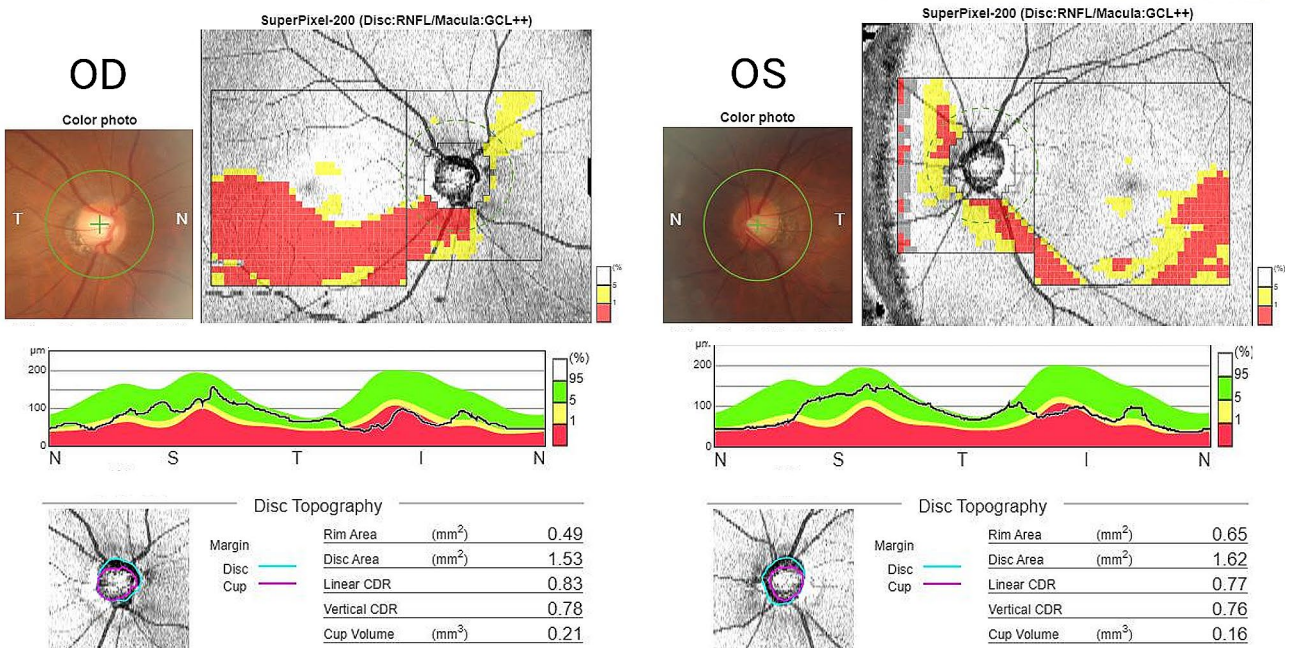 SuperPixel-200 (Disc:RNFL/Macula:GCL++)
OD
Color photo
T
N
(%
5
1
µm
200
100
0
N
S
T
I
N
(%)
95
5
1
Disc Topography
Margin
Disc
Cup
Rim Area (mm2) 0.49
Disc Area (mm2) 1.53
Linear CDR 0.83
Vertical CDR 0.78
Cup Volume (mm3) 0.21
SuperPixel-200 (Disc:RNFL/Macula:GCL++)
OS
Color photo
N
T
(%)
5
1
µm
200
100
0
N
S
T
I
N
(%)
95
5
1
Disc Topography
Margin
Disc
Cup
Rim Area (mm2) 0.65
Disc Area (mm2) 1.62
Linear CDR 0.77
Vertical CDR 0.76
Cup Volume (mm3) 0.16